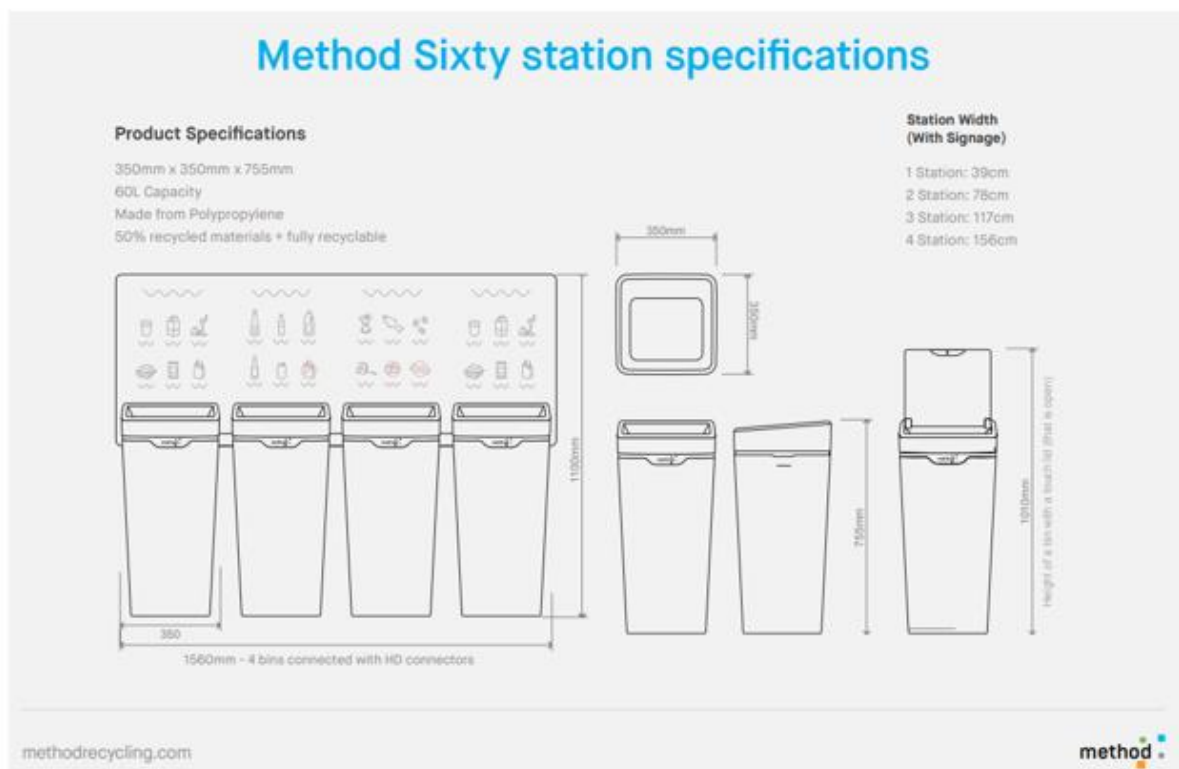 Method Sixty station specifications
Product Specifications
350mm x 350mm x 755mm
60L Capacity
Made from Polypropylene
50% recycled materials + fully recyclable
Station Width
(With Signage)
1 Station: 39cm
2 Station: 78cm
3 Station: 117cm
4 Station: 156cm
350mm
350mm
1100mm
755mm
1010mm
Height of a bin with a touch lid (that is open)
350
1560mm - 4 bins connected with HD connectors
methodrecycling.com
method